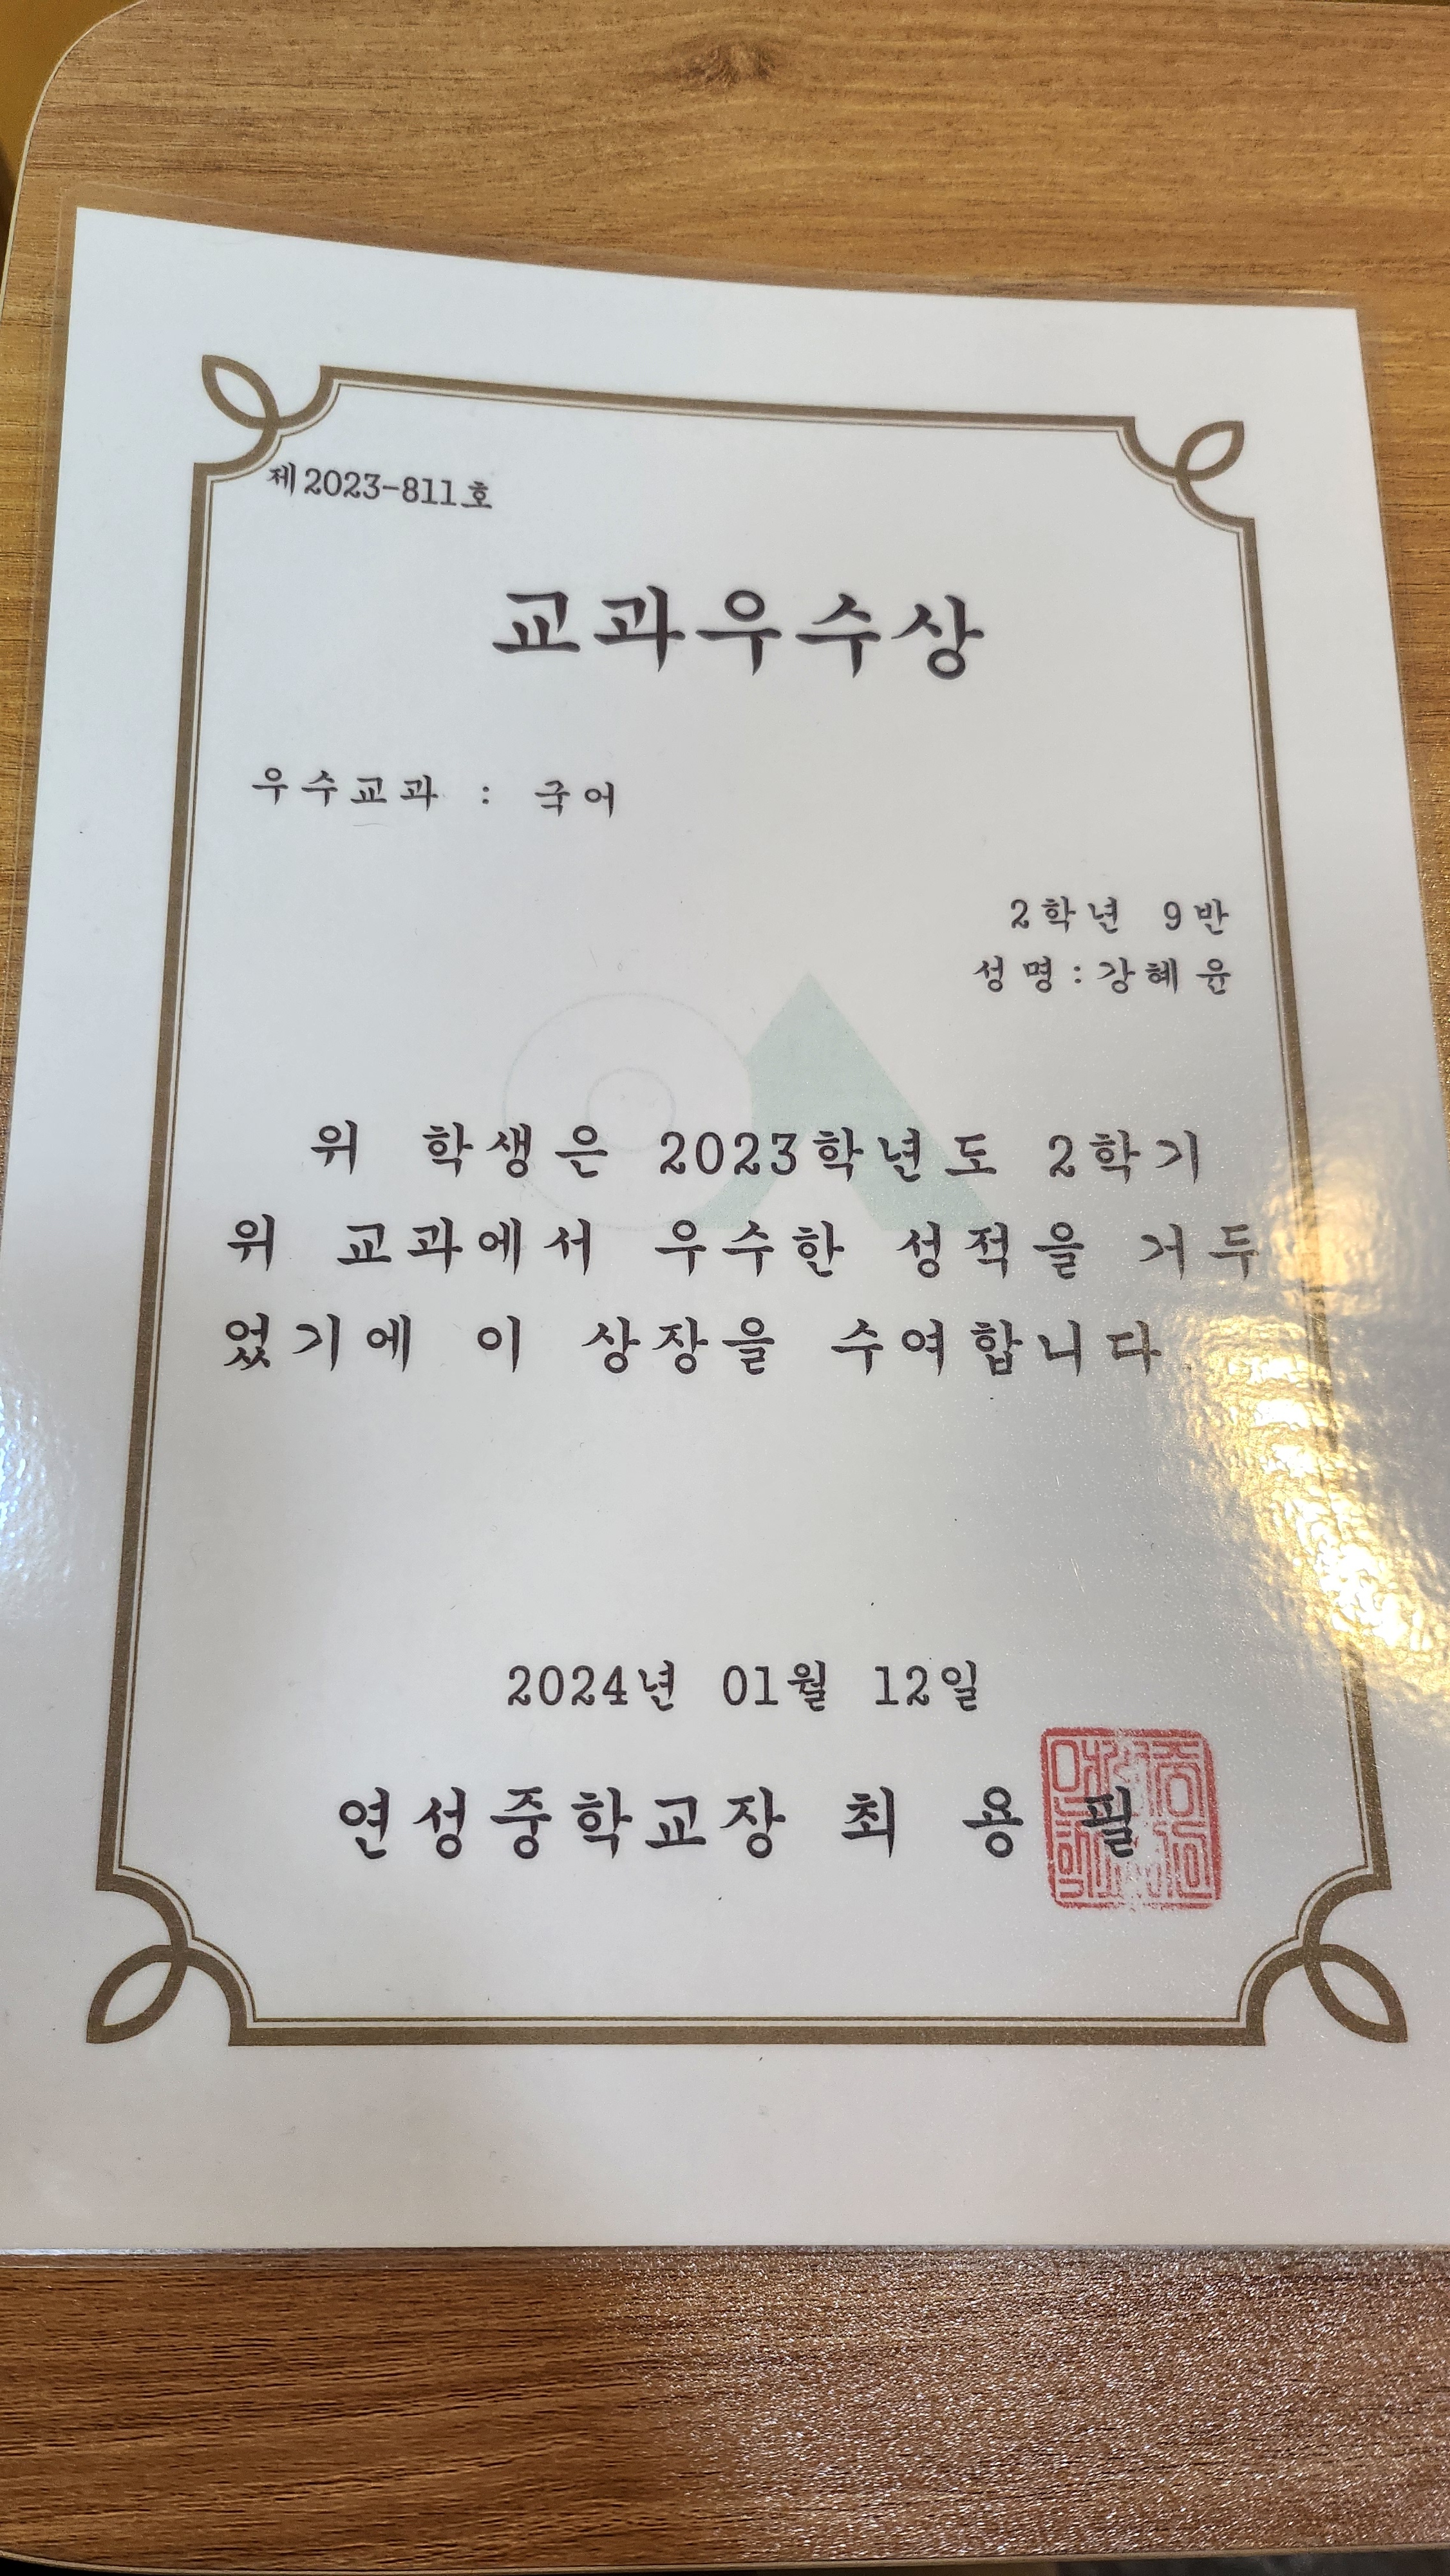 제2023-811호
교과우수상
우수교과 : 국어
2학년 9반
성명:강혜윤
위 학생은 2023학년도 2학기
위 교과에서 우수한 성적을 거두
었기에 이 상장을 수여합니다.
2024년 01월 12일
연성중학교장 최 용 필